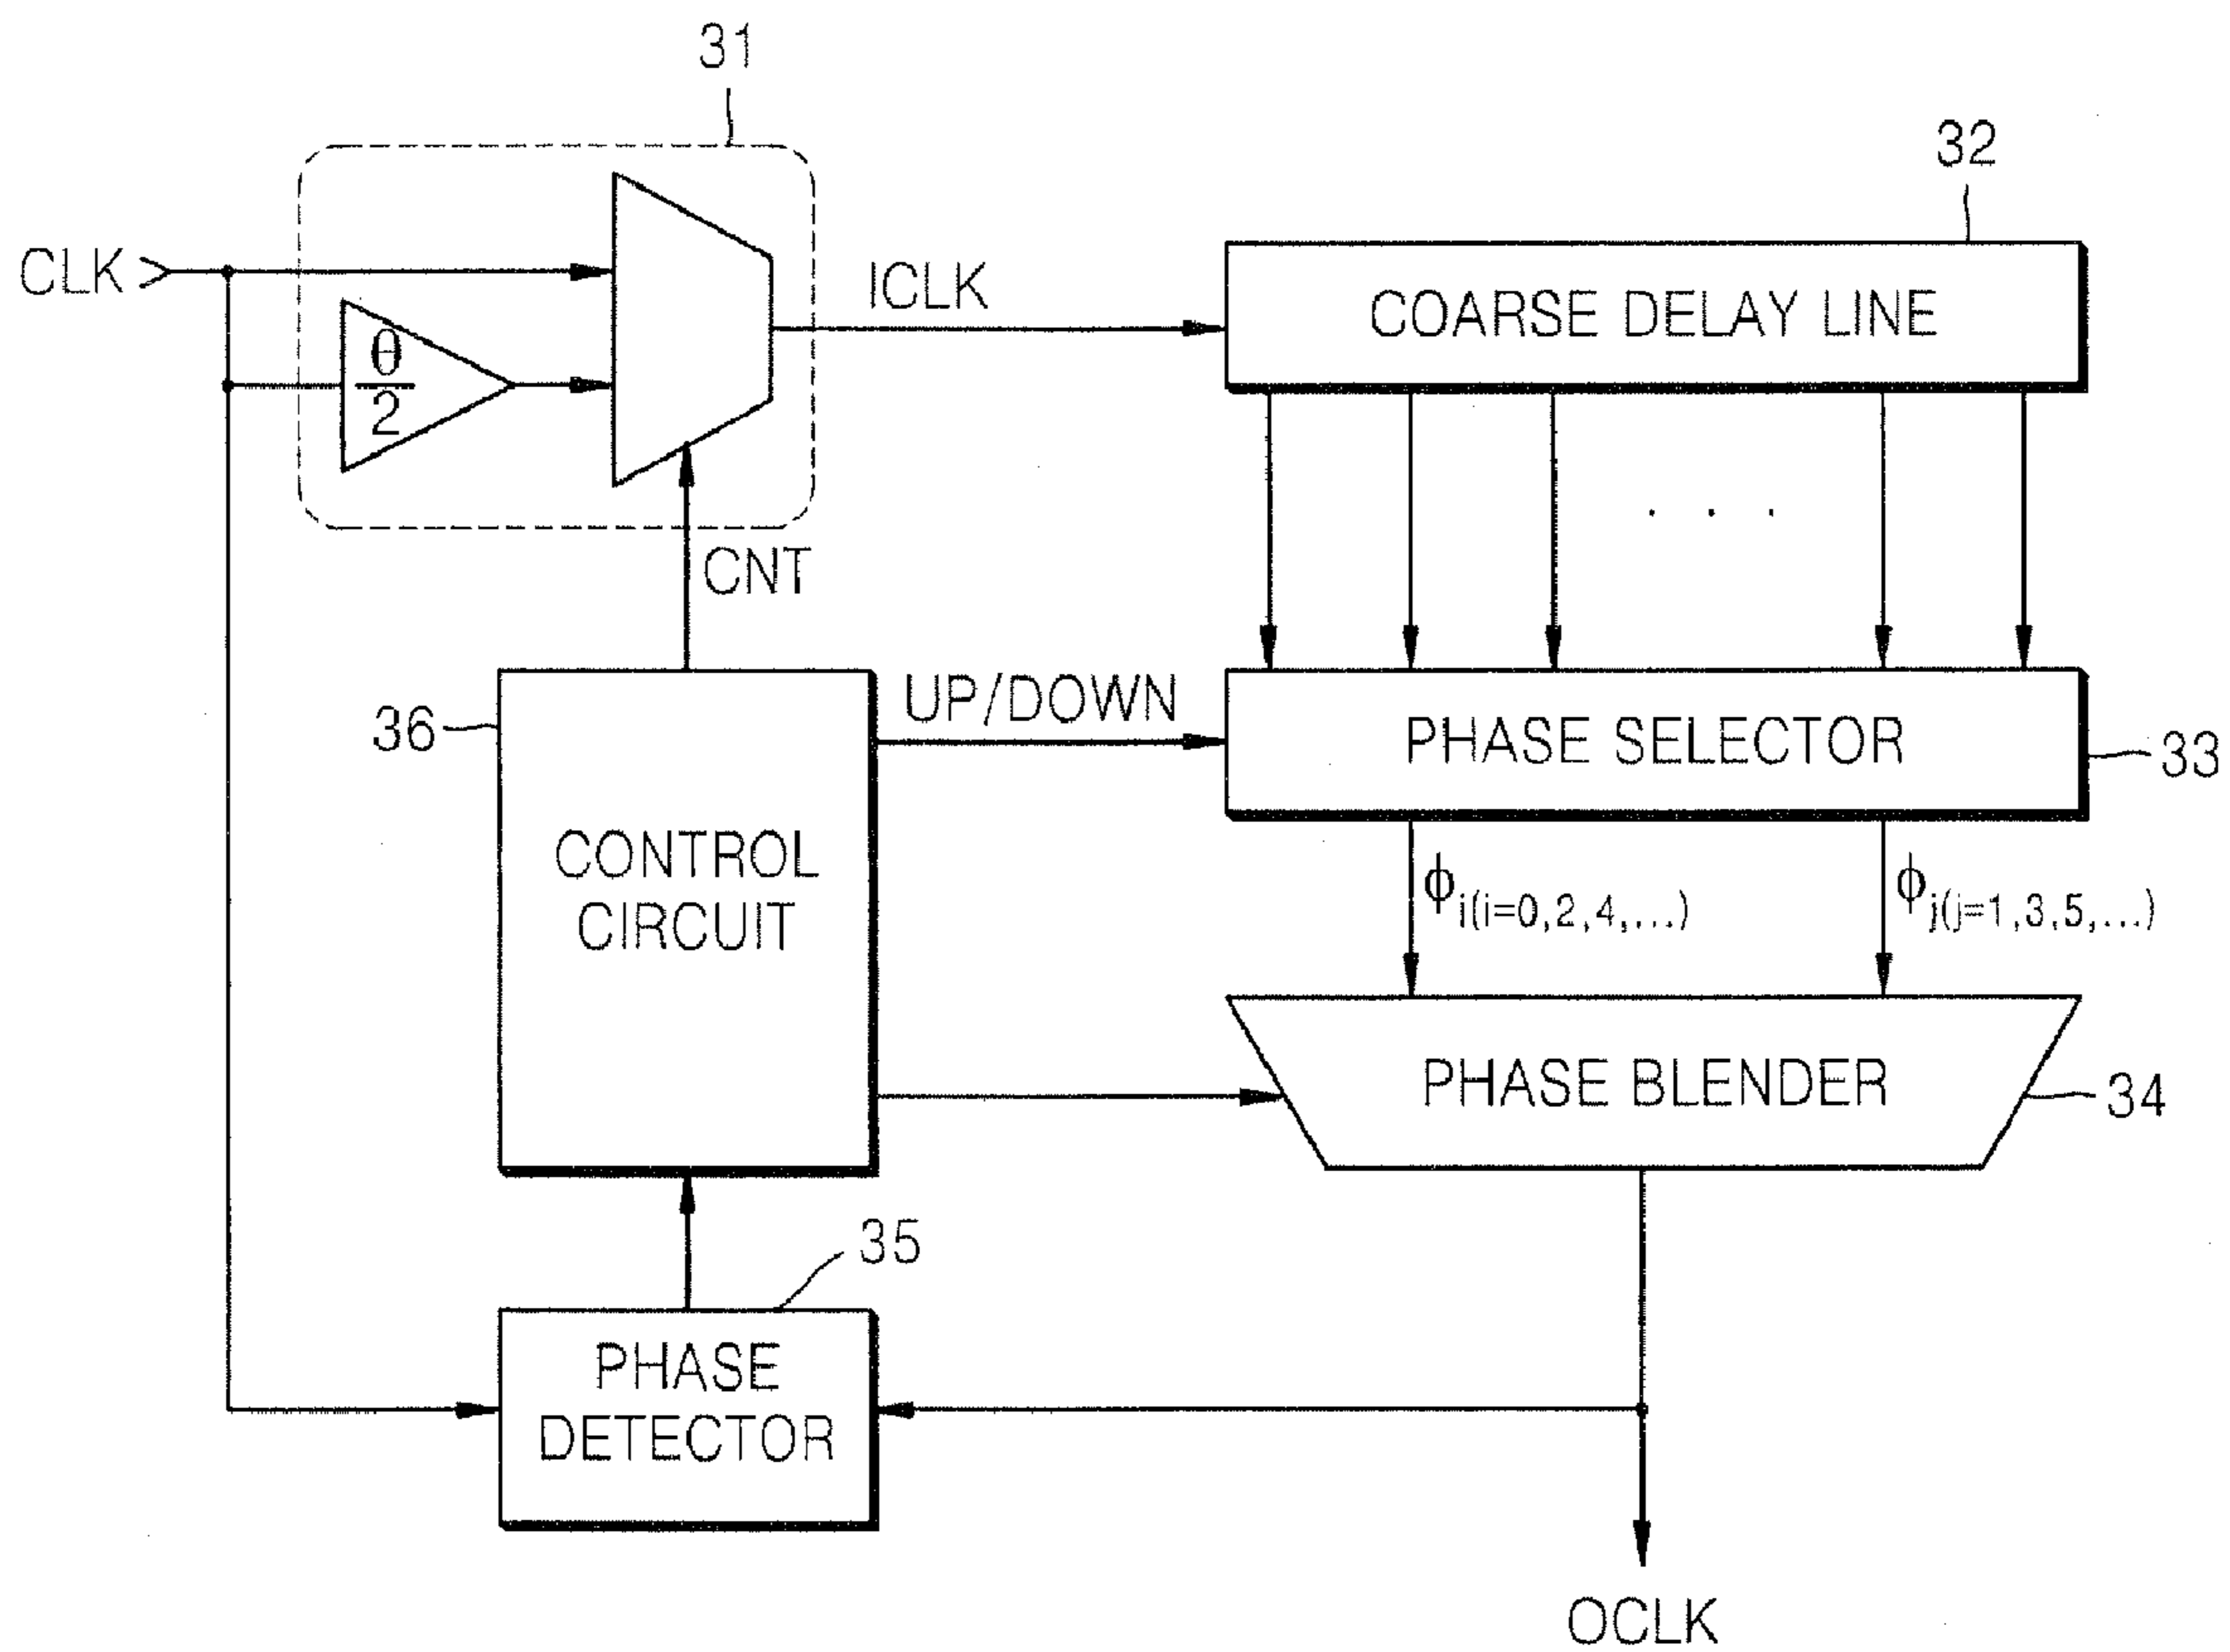 31
32
CLK
ICLK
COARSE DELAY LINE
θ
2
CNT
UP/DOWN
36
PHASE SELECTOR
33
CONTROL
CIRCUIT
ϕi(i=0,2,4,...)
ϕj(j=1,3,5,...)
PHASE BLENDER
34
35
PHASE
DETECTOR
OCLK